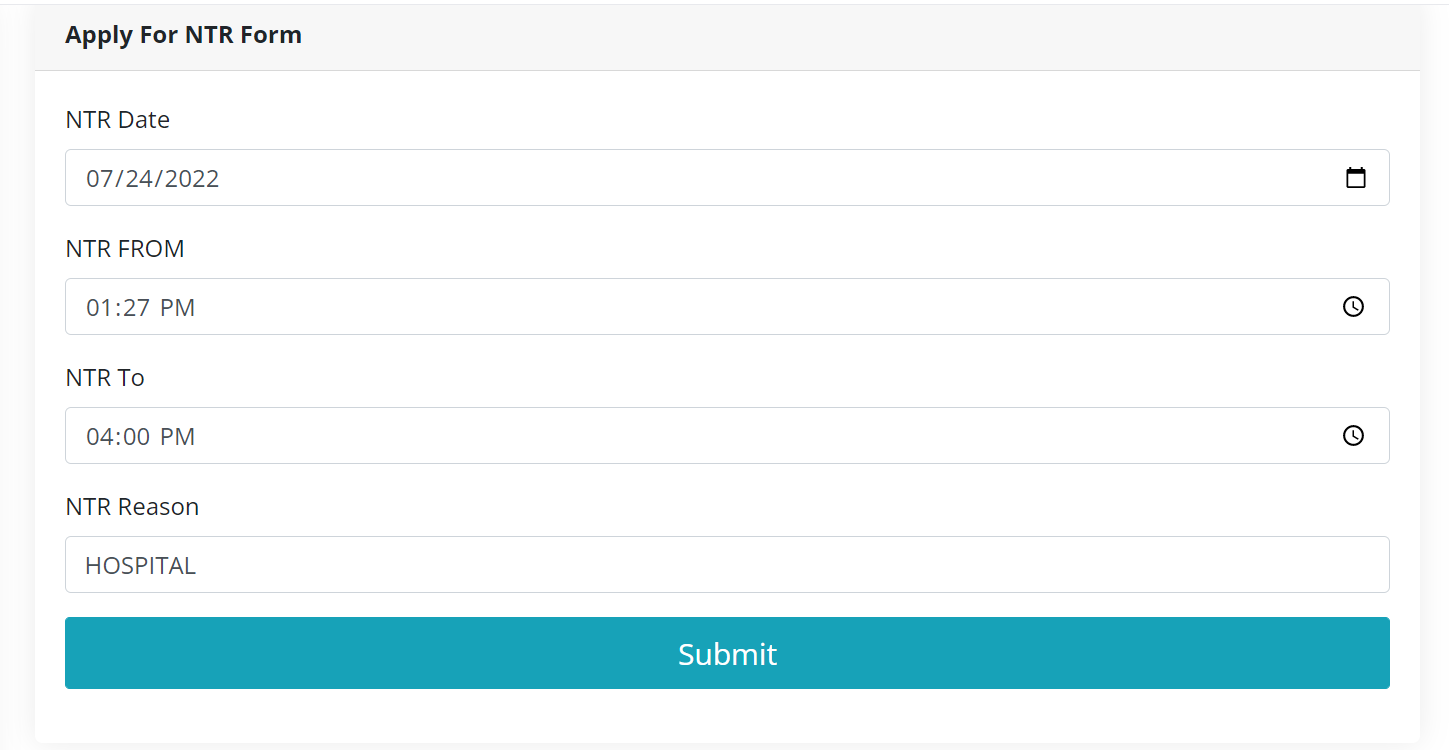 Apply For NTR Form
NTR Date
07/24/2022
NTR FROM
01:27 PM
NTR To
04:00 PM
NTR Reason
HOSPITAL
Submit